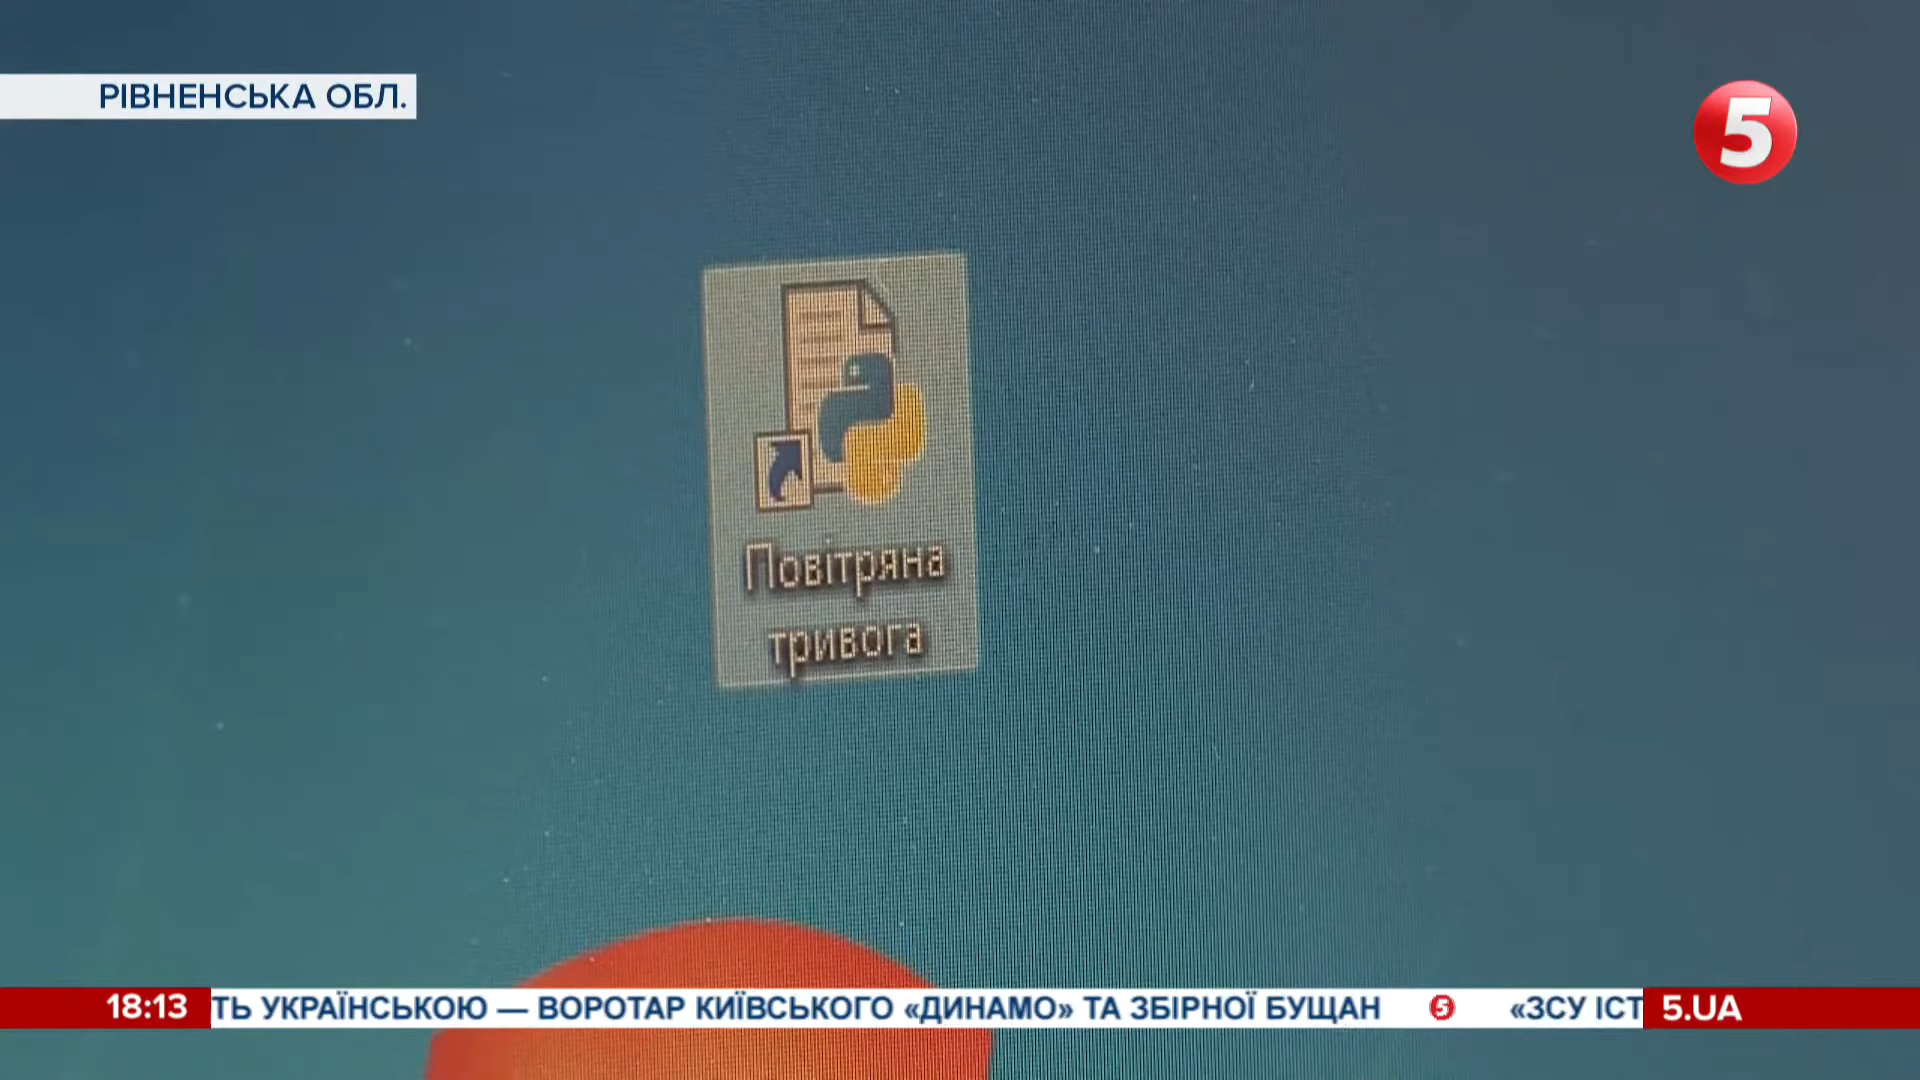 РІВНЕНСЬКА ОБЛ.
5
Повітряна
тривога
18:13
ТЬ УКРАЇНСЬКОЮ — ВОРОТАР КИЇВСЬКОГО «ДИНАМО» ТА ЗБІРНОЇ БУЩАН 5 «ЗСУ ІСТ
5.UA